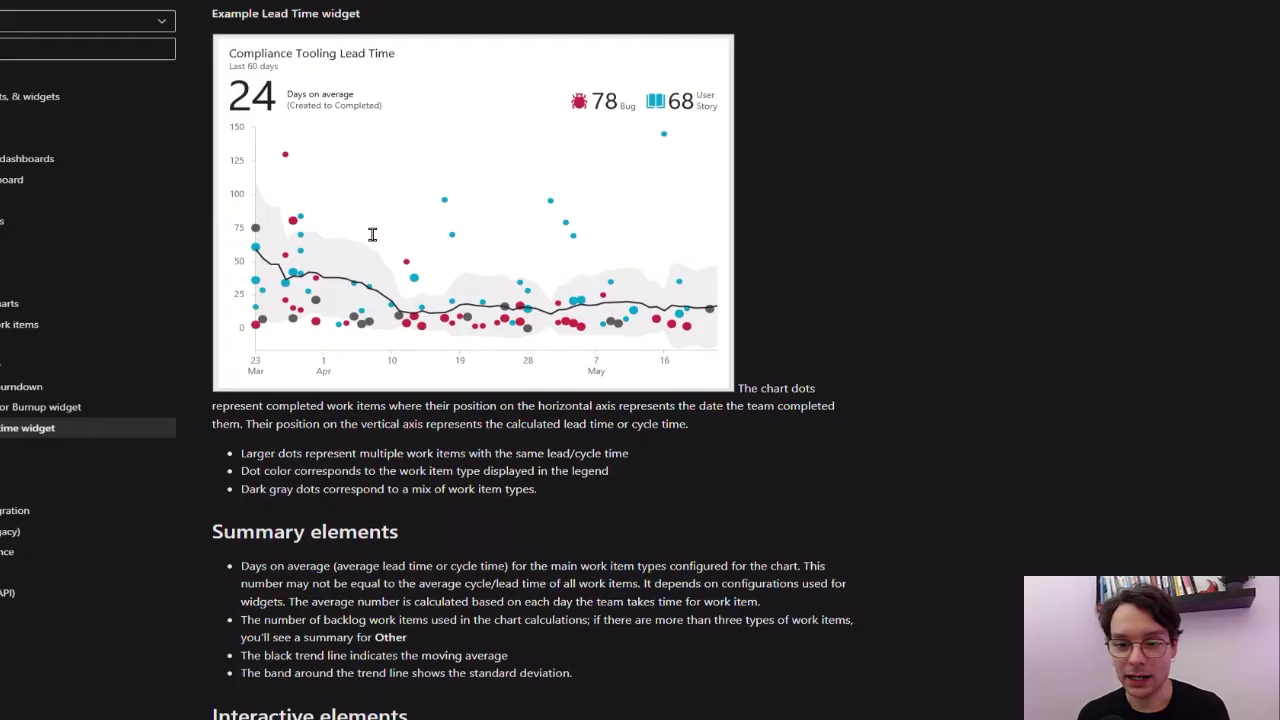 Example Lead Time widget
Compliance Tooling Lead Time
Last 60 days
24
Days on average
(Created to Completed)
78 Bug
68 User Story
150
125
100
75
50
25
0
23 Mar
1 Apr
10
19
28
7 May
16
The chart dots
represent completed work items where their position on the horizontal axis represents the date the team completed
them. Their position on the vertical axis represents the calculated lead time or cycle time.
Larger dots represent multiple work items with the same lead/cycle time
Dot color corresponds to the work item type displayed in the legend
Dark gray dots correspond to a mix of work item types.
Summary elements
Days on average (average lead time or cycle time) for the main work item types configured for the chart. This
number may not be equal to the average cycle/lead time of all work items. It depends on configurations used for
widgets. The average number is calculated based on each day the team takes time for work item.
The number of backlog work items used in the chart calculations; if there are more than three types of work items,
you'll see a summary for Other
The black trend line indicates the moving average
The band around the trend line shows the standard deviation.
Interactive elements
ts, & widgets
dashboards
oard
s
harts
rk items
urndown
or Burnup widget
ime widget
gration
acy)
nce
API)